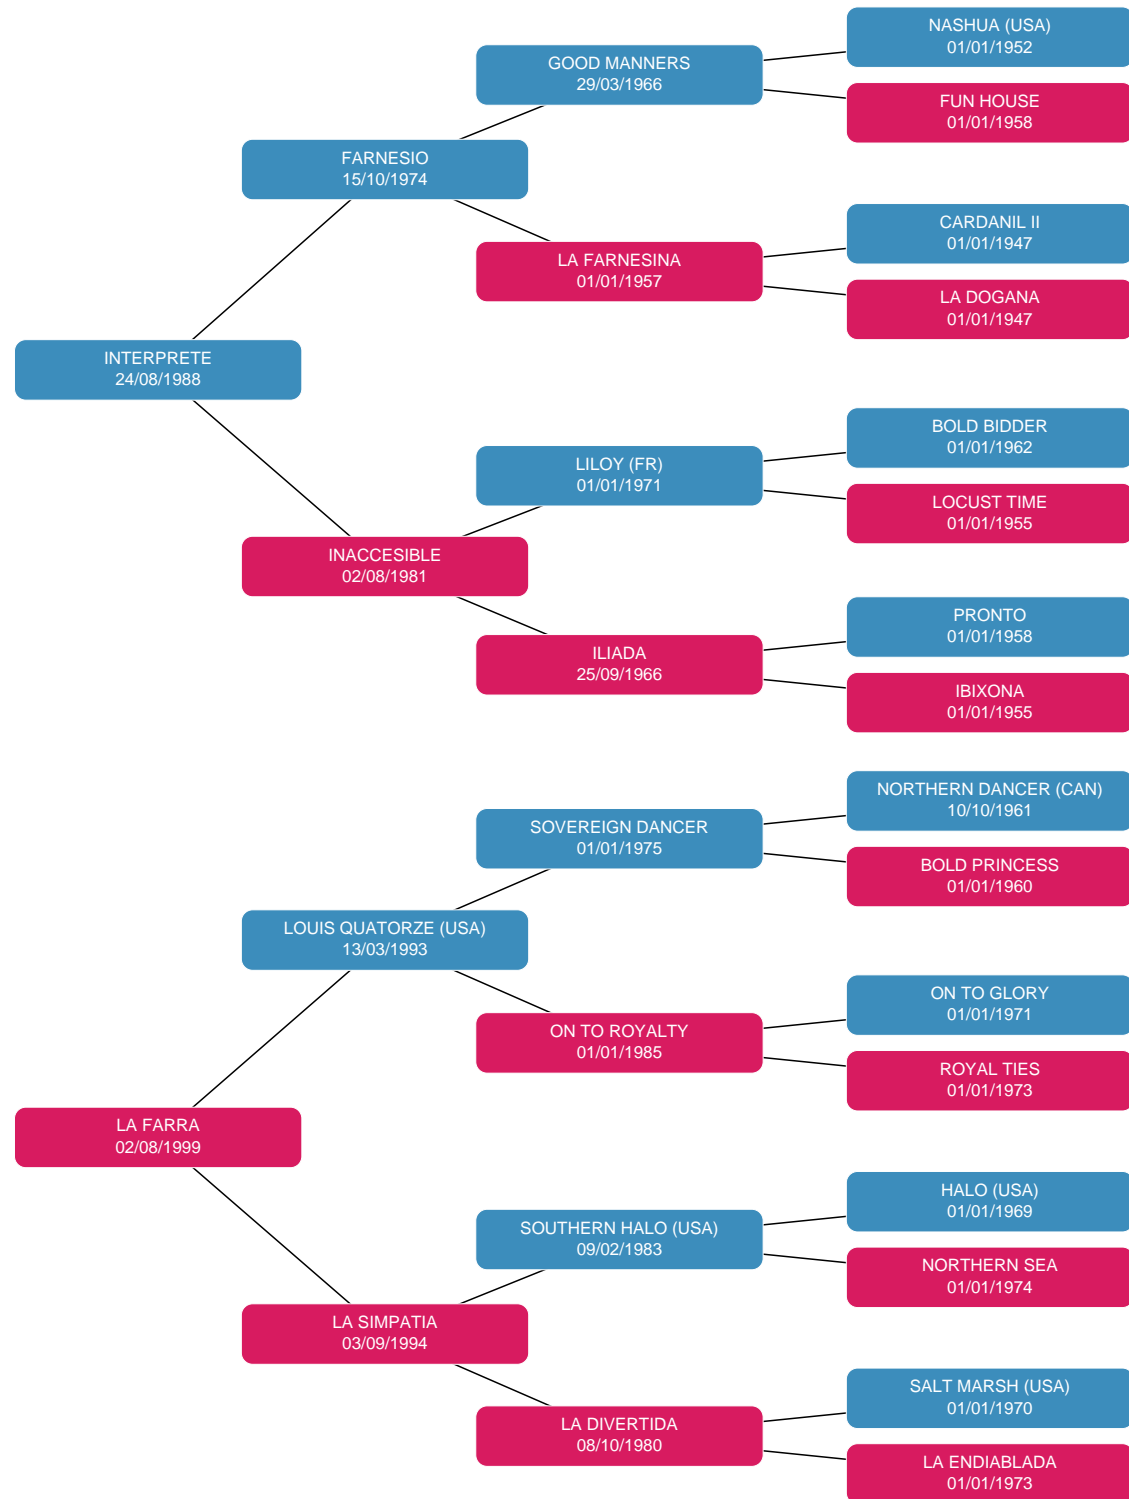 NASHUA (USA)
01/01/1952
GOOD MANNERS
29/03/1966
FUN HOUSE
01/01/1958
FARNESIO
15/10/1974
CARDANIL II
01/01/1947
LA FARNESINA
01/01/1957
LA DOGANA
01/01/1947
INTERPRETE
24/08/1988
BOLD BIDDER
01/01/1962
LILOY (FR)
01/01/1971
LOCUST TIME
01/01/1955
INACCESIBLE
02/08/1981
PRONTO
01/01/1958
ILIADA
25/09/1966
IBIXONA
01/01/1955
NORTHERN DANCER (CAN)
10/10/1961
SOVEREIGN DANCER
01/01/1975
BOLD PRINCESS
01/01/1960
LOUIS QUATORZE (USA)
13/03/1993
ON TO GLORY
01/01/1971
ON TO ROYALTY
01/01/1985
ROYAL TIES
01/01/1973
LA FARRA
02/08/1999
HALO (USA)
01/01/1969
SOUTHERN HALO (USA)
09/02/1983
NORTHERN SEA
01/01/1974
LA SIMPATIA
03/09/1994
SALT MARSH (USA)
01/01/1970
LA DIVERTIDA
08/10/1980
LA ENDIABLADA
01/01/1973